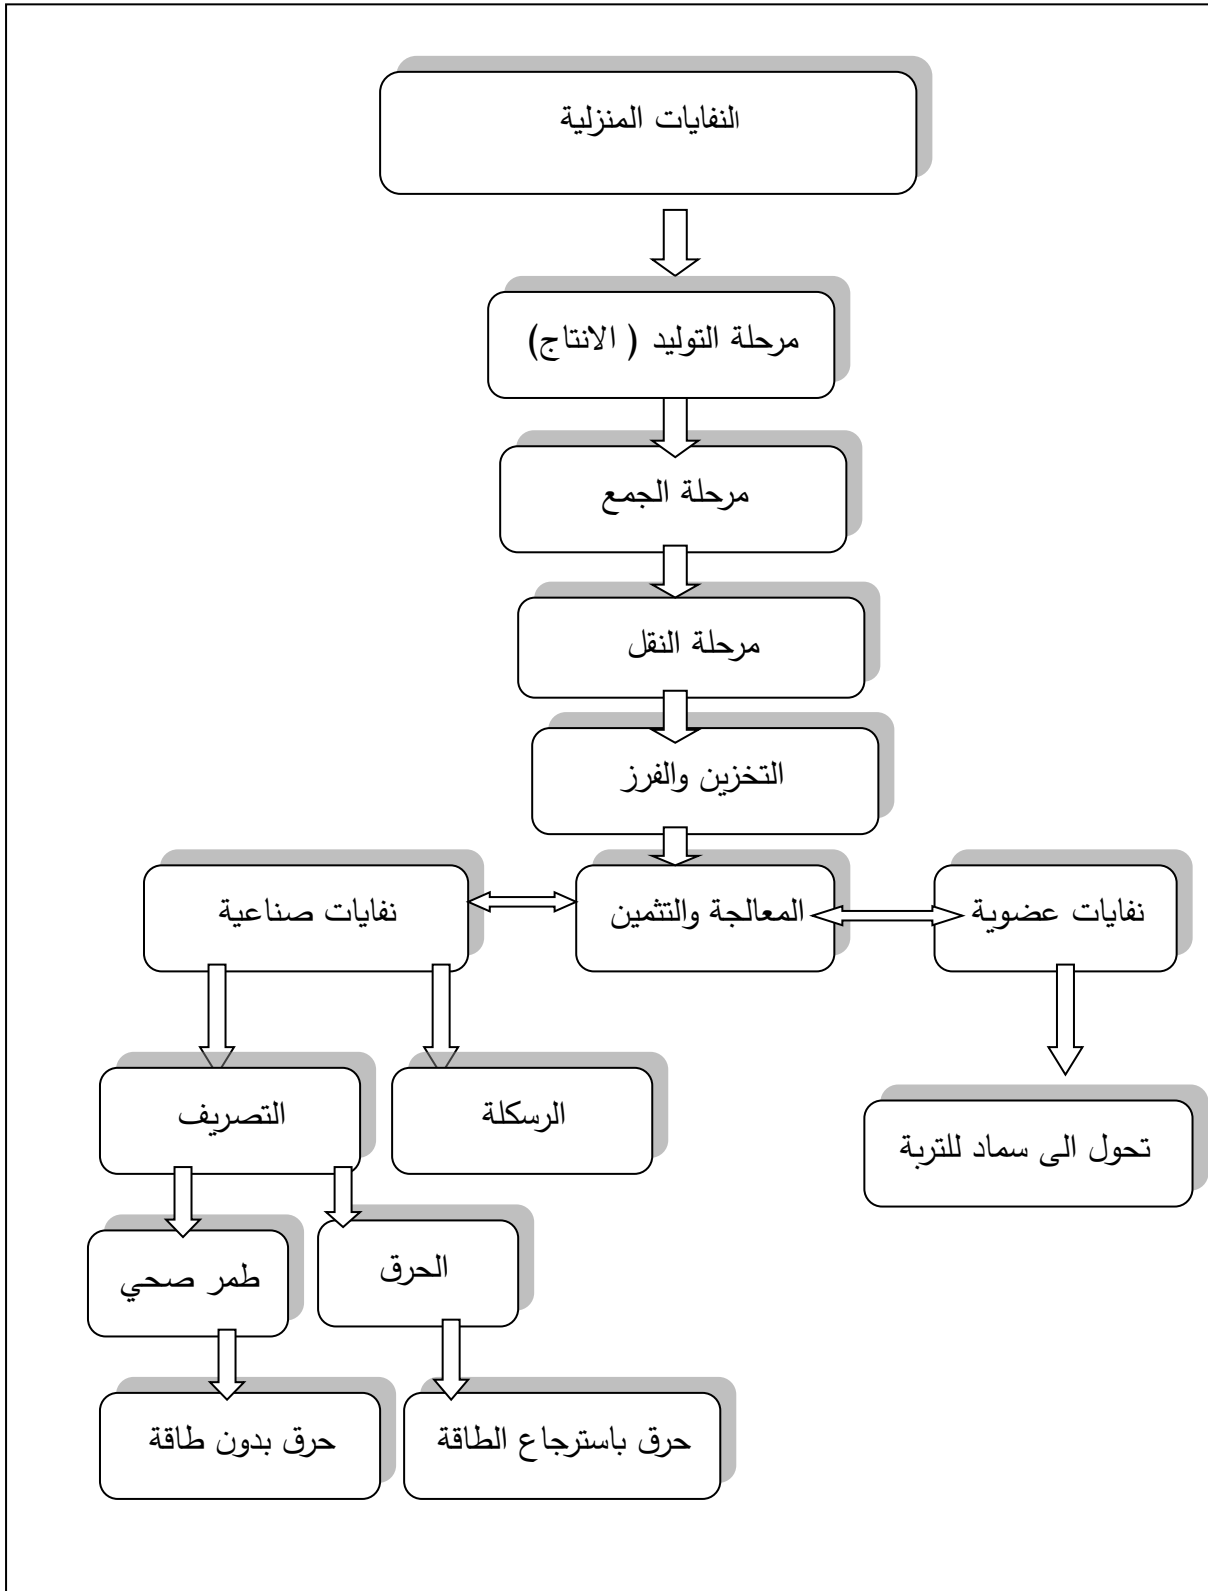 النفايات المنزلية
مرحلة التوليد ( الانتاج)
مرحلة الجمع
مرحلة النقل
التخزين والفرز
نفايات عضوية
المعالجة والتثمين
نفايات صناعية
تحول الى سماد للتربة
الرسكلة
التصريف
الحرق
طمر صحي
حرق باسترجاع الطاقة
حرق بدون طاقة